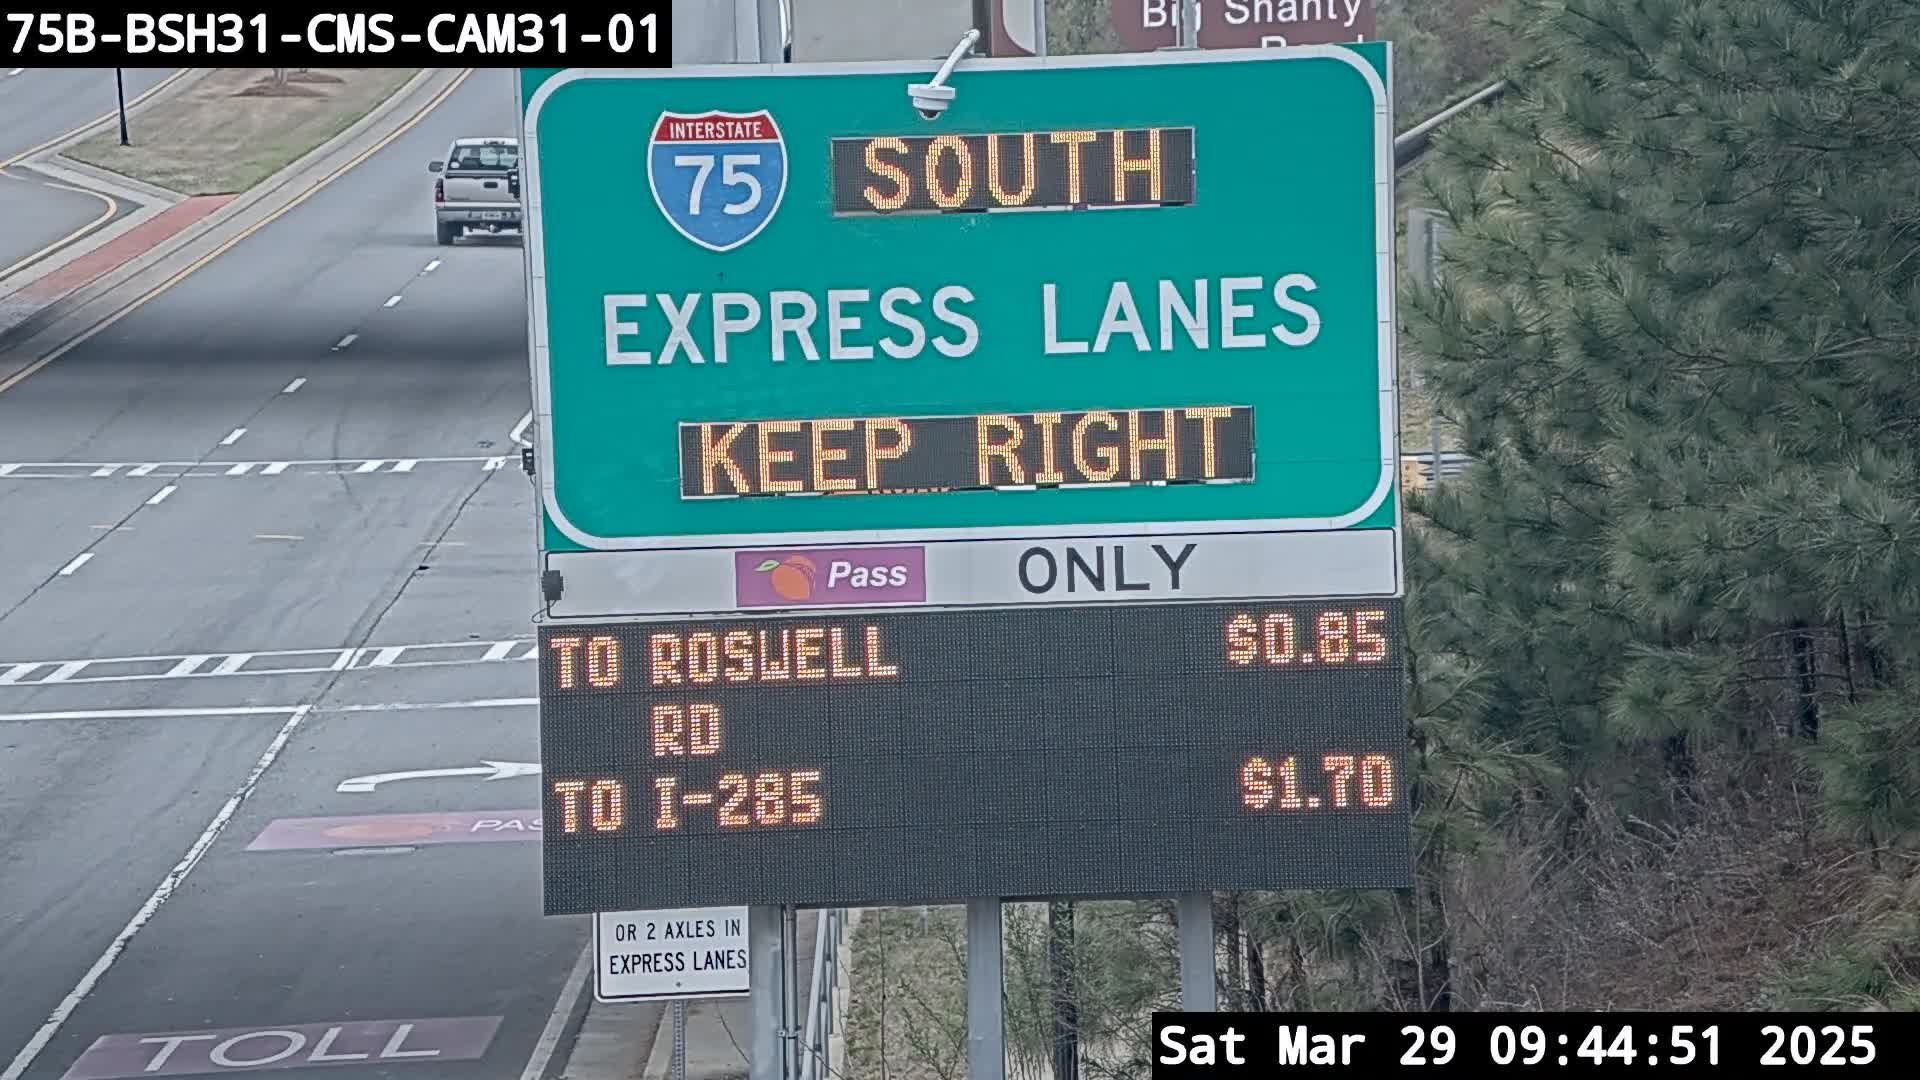 75B-BSH31-CMS-CAM31-01
Big Shanty
Road
INTERSTATE
75
SOUTH
EXPRESS LANES
KEEP RIGHT
Pass ONLY
TO ROSWELL $0.85
RD
TO I-285 $1.70
PAS
OR 2 AXLES IN
EXPRESS LANES
TOLL
Sat Mar 29 09:44:51 2025